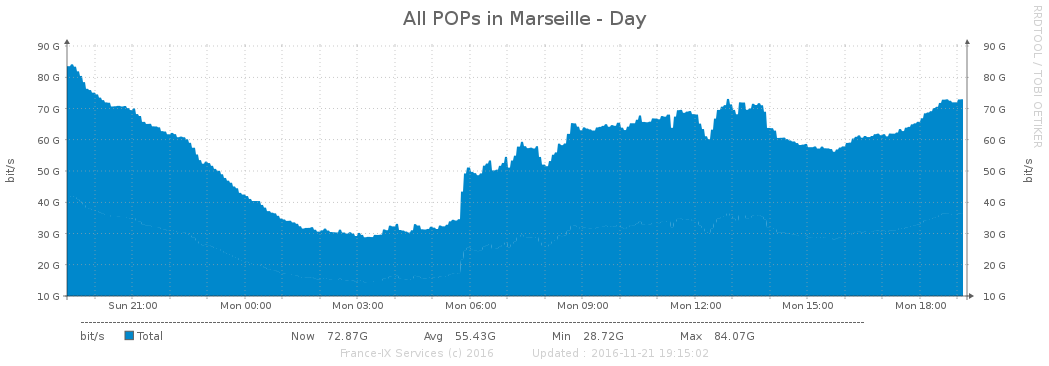 All POPs in Marseille - Day
RRDTOOL / TOBI OETIKER
90 G 90 G
80 G 80 G
70 G 70 G
60 G 60 G
50 G 50 G
40 G 40 G
30 G 30 G
20 G 20 G
10 G 10 G
bit/s
bit/s
Sun 21:00 Mon 00:00 Mon 03:00 Mon 06:00 Mon 09:00 Mon 12:00 Mon 15:00 Mon 18:00
bit/s Total Now 72.87G Avg 55.43G Min 28.72G Max 84.07G
France-IX Services (c) 2016 Updated : 2016-11-21 19:15:02